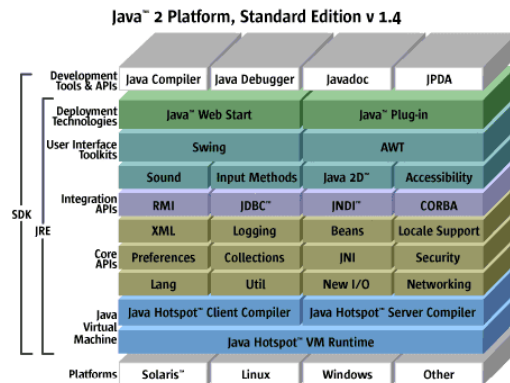 Java™ 2 Platform, Standard Edition v 1.4
Development Tools & APIs
Java Compiler
Java Debugger
Javadoc
JPDA
Deployment Technologies
Java™ Web Start
Java™ Plug-in
User Interface Toolkits
Swing
AWT
Sound
Input Methods
Java 2D™
Accessibility
Integration APIs
RMI
JDBC™
JNDI™
CORBA
SDK
JRE
Core APIs
XML
Logging
Beans
Locale Support
Preferences
Collections
JNI
Security
Lang
Util
New I/O
Networking
Java Virtual Machine
Java Hotspot™ Client Compiler
Java Hotspot™ Server Compiler
Java Hotspot™ VM Runtime
Platforms
Solaris™
Linux
Windows
Other